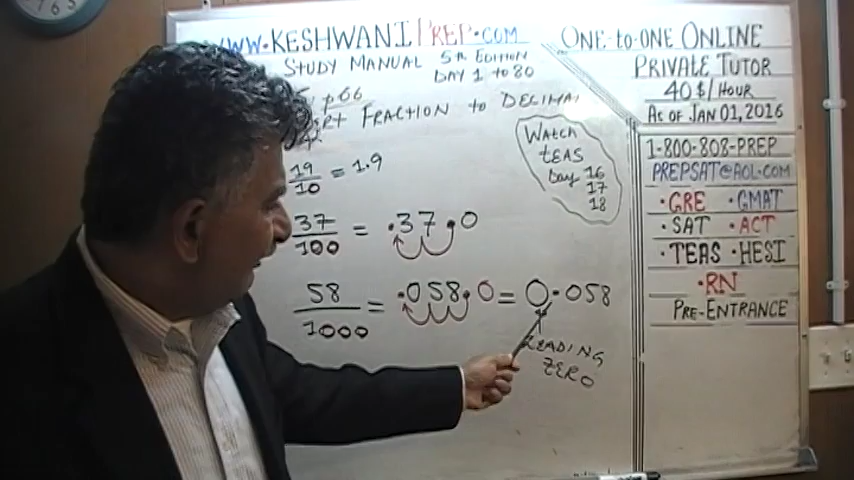 WWW.KESHWANIPREP.COM
STUDY MANUAL 5TH EDITION
DAY 1 TO 80
p 66
FRACTION to DECIMAL
19/10 = 1.9
37/100 = .37.0
58/1000 = .058.0 = 0.058
LEADING
ZERO
WATCH
TEAS
Day 16
17
18
ONE-TO-ONE ONLINE
PRIVATE TUTOR
40$/HOUR
AS OF JAN 01, 2016
1-800-808-PREP
PREPSAT@AOL.COM
•GRE •GMAT
•SAT •ACT
•TEAS •HESI
•RN
PRE-ENTRANCE